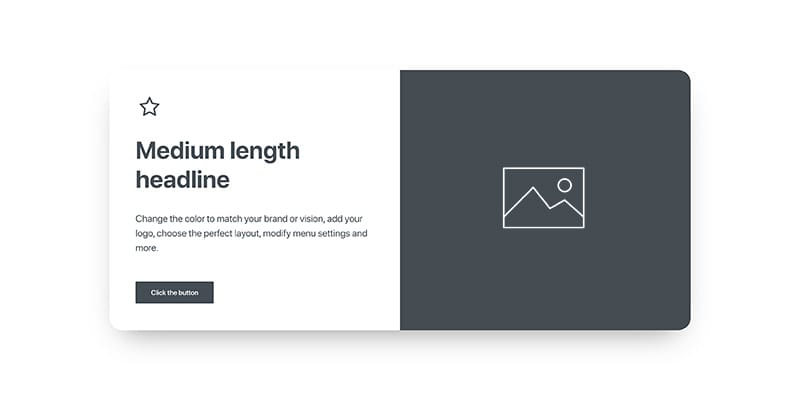 Medium length
headline
Change the color to match your brand or vision, add your
logo, choose the perfect layout, modify menu settings and
more.
Click the button